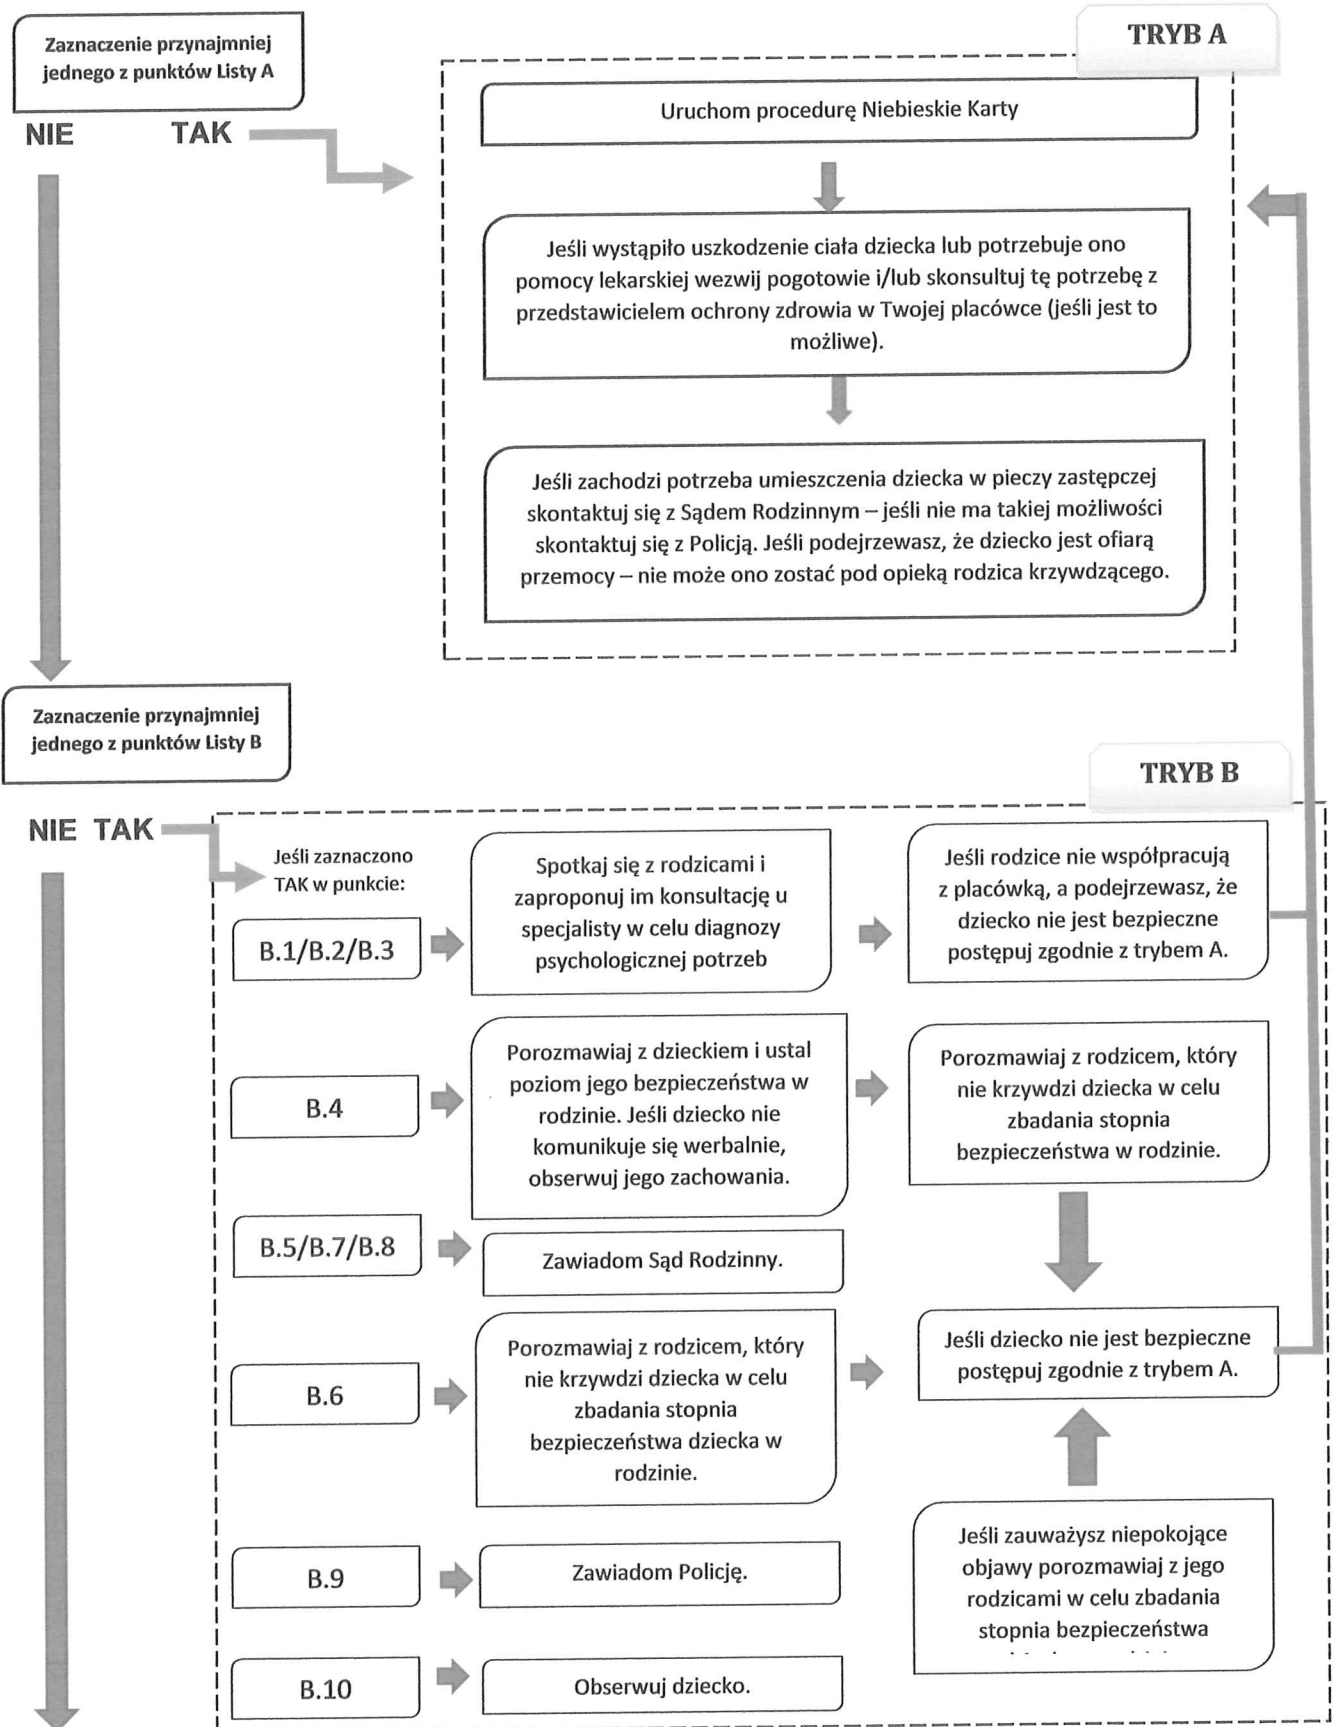 Zaznaczenie przynajmniej
jednego z punktów Listy A
NIE TAK
TRYB A
Uruchom procedurę Niebieskie Karty
Jeśli wystąpiło uszkodzenie ciała dziecka lub potrzebuje ono
pomocy lekarskiej wezwij pogotowie i/lub skonsultuj tę potrzebę z
przedstawicielem ochrony zdrowia w Twojej placówce (jeśli jest to
możliwe).
Jeśli zachodzi potrzeba umieszczenia dziecka w pieczy zastępczej
skontaktuj się z Sądem Rodzinnym – jeśli nie ma takiej możliwości
skontaktuj się z Policją. Jeśli podejrzewasz, że dziecko jest ofiarą
przemocy – nie może ono zostać pod opieką rodzica krzywdzącego.
Zaznaczenie przynajmniej
jednego z punktów Listy B
NIE TAK
TRYB B
Jeśli zaznaczono
TAK w punkcie:
B.1/B.2/B.3
Spotkaj się z rodzicami i
zaproponuj im konsultację u
specjalisty w celu diagnozy
psychologicznej potrzeb
Jeśli rodzice nie współpracują
z placówką, a podejrzewasz, że
dziecko nie jest bezpieczne
postępuj zgodnie z trybem A.
B.4
Porozmawiaj z dzieckiem i ustal
poziom jego bezpieczeństwa w
rodzinie. Jeśli dziecko nie
komunikuje się werbalnie,
obserwuj jego zachowania.
Porozmawiaj z rodzicem, który
nie krzywdzi dziecka w celu
zbadania stopnia
bezpieczeństwa w rodzinie.
B.5/B.7/B.8
Zawiadom Sąd Rodzinny.
B.6
Porozmawiaj z rodzicem, który
nie krzywdzi dziecka w celu
zbadania stopnia
bezpieczeństwa dziecka w
rodzinie.
Jeśli dziecko nie jest bezpieczne
postępuj zgodnie z trybem A.
B.9
Zawiadom Policję.
Jeśli zauważysz niepokojące
objawy porozmawiaj z jego
rodzicami w celu zbadania
stopnia bezpieczeństwa
B.10
Obserwuj dziecko.